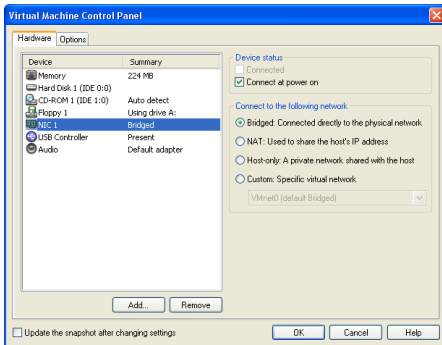 Virtual Machine Control Panel
Hardware Options
Device Summary
Memory 224 MB
Hard Disk 1 (IDE 0:0)
CD-ROM 1 (IDE 1:0) Auto detect
Floppy 1 Using drive A:
NIC 1 Bridged
USB Controller Present
Audio Default adapter
Add... Remove
Device status
Connected
Connect at power on
Connect to the following network
Bridged: Connected directly to the physical network
NAT: Used to share the host's IP address
Host-only: A private network shared with the host
Custom: Specific virtual network
VMnet0 (default Bridged)
Update the snapshot after changing settings
OK Cancel Help